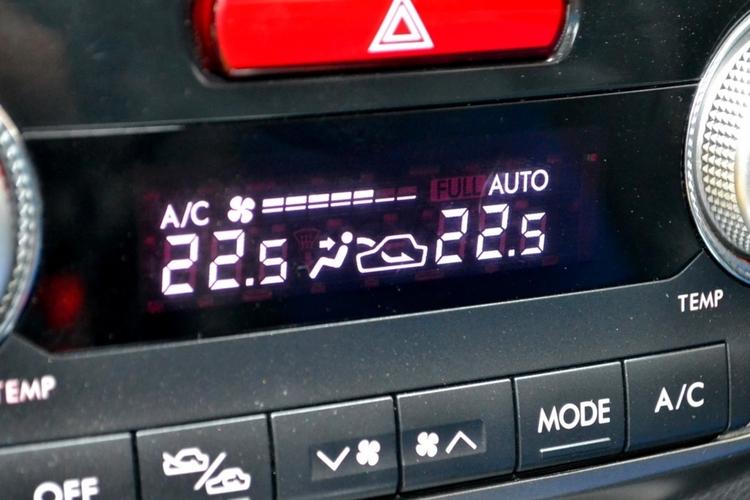 FULL AUTO
A/C
22.5 22.5
TEMP
TEMP
MODE A/C
OFF